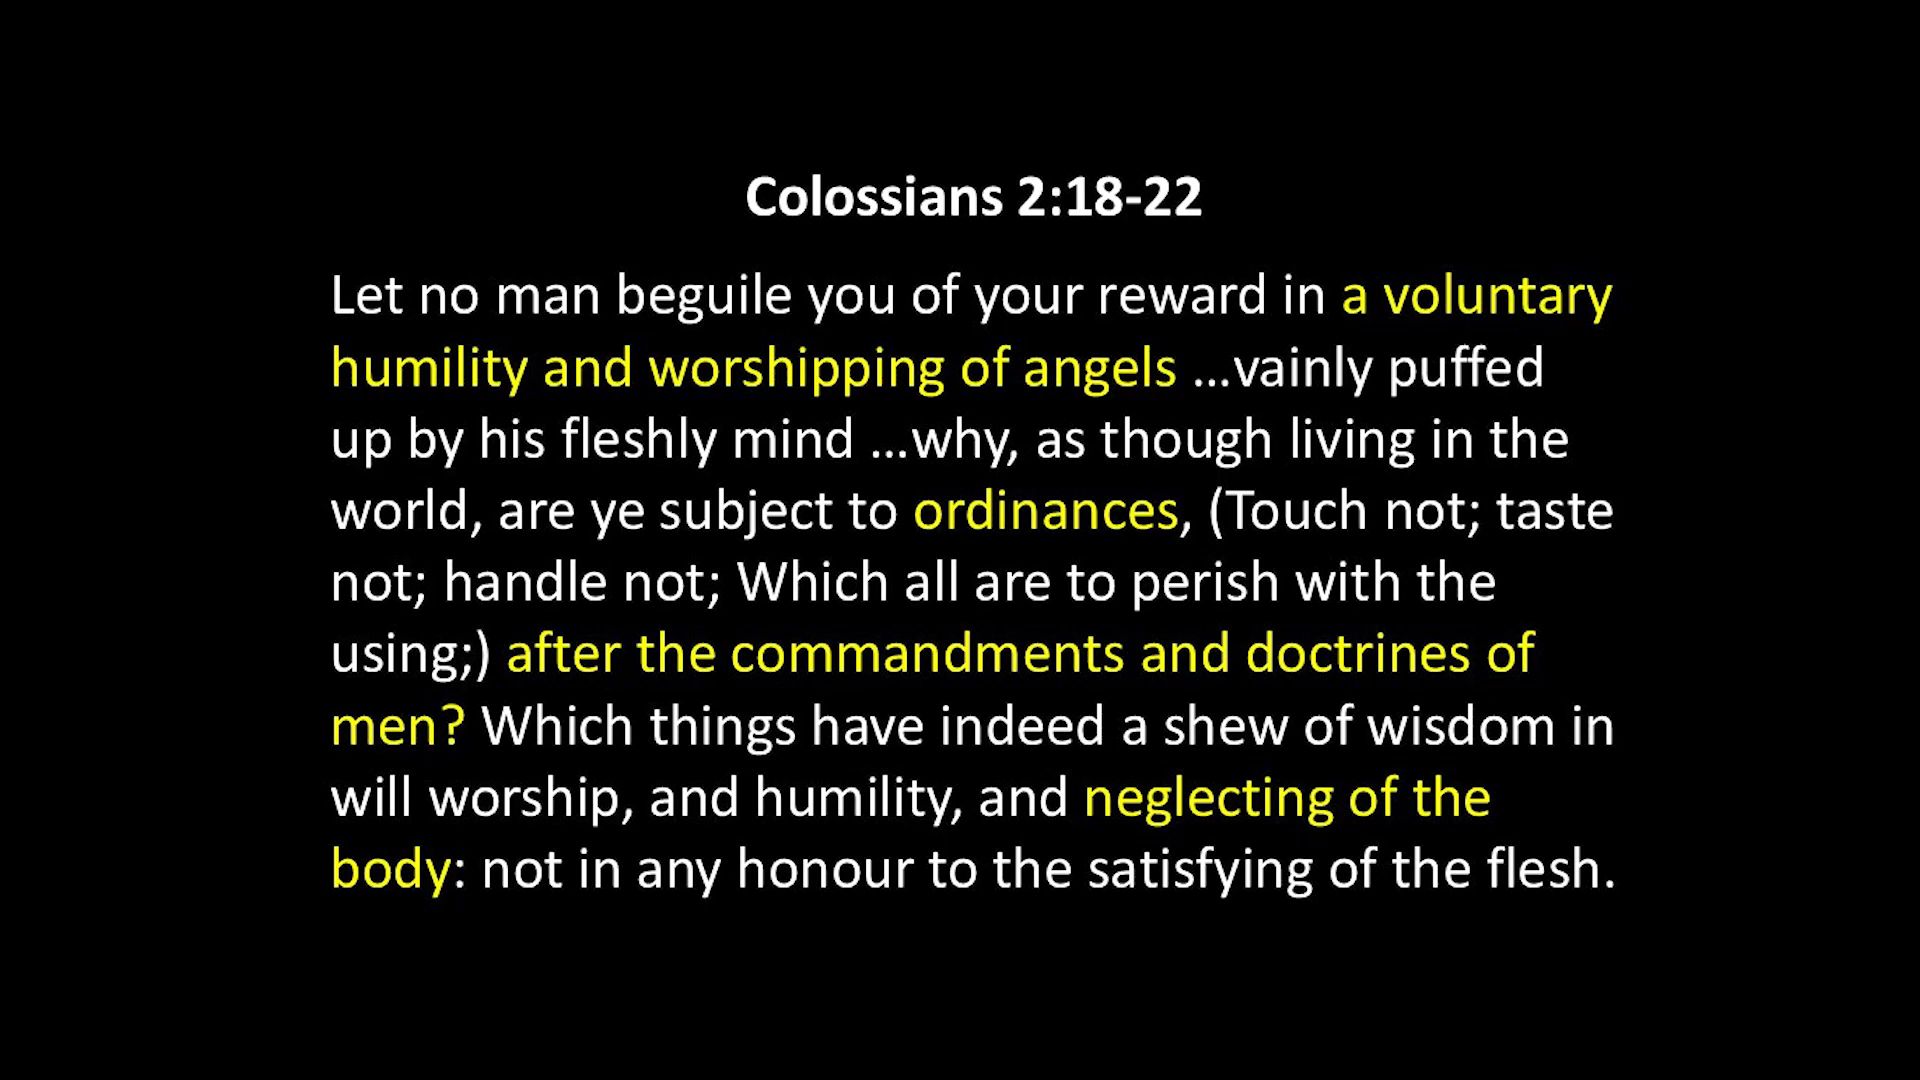 Colossians 2:18-22
Let no man beguile you of your reward in a voluntary
humility and worshipping of angels ...vainly puffed
up by his fleshly mind ...why, as though living in the
world, are ye subject to ordinances, (Touch not; taste
not; handle not; Which all are to perish with the
using;) after the commandments and doctrines of
men? Which things have indeed a shew of wisdom in
will worship, and humility, and neglecting of the
body: not in any honour to the satisfying of the flesh.